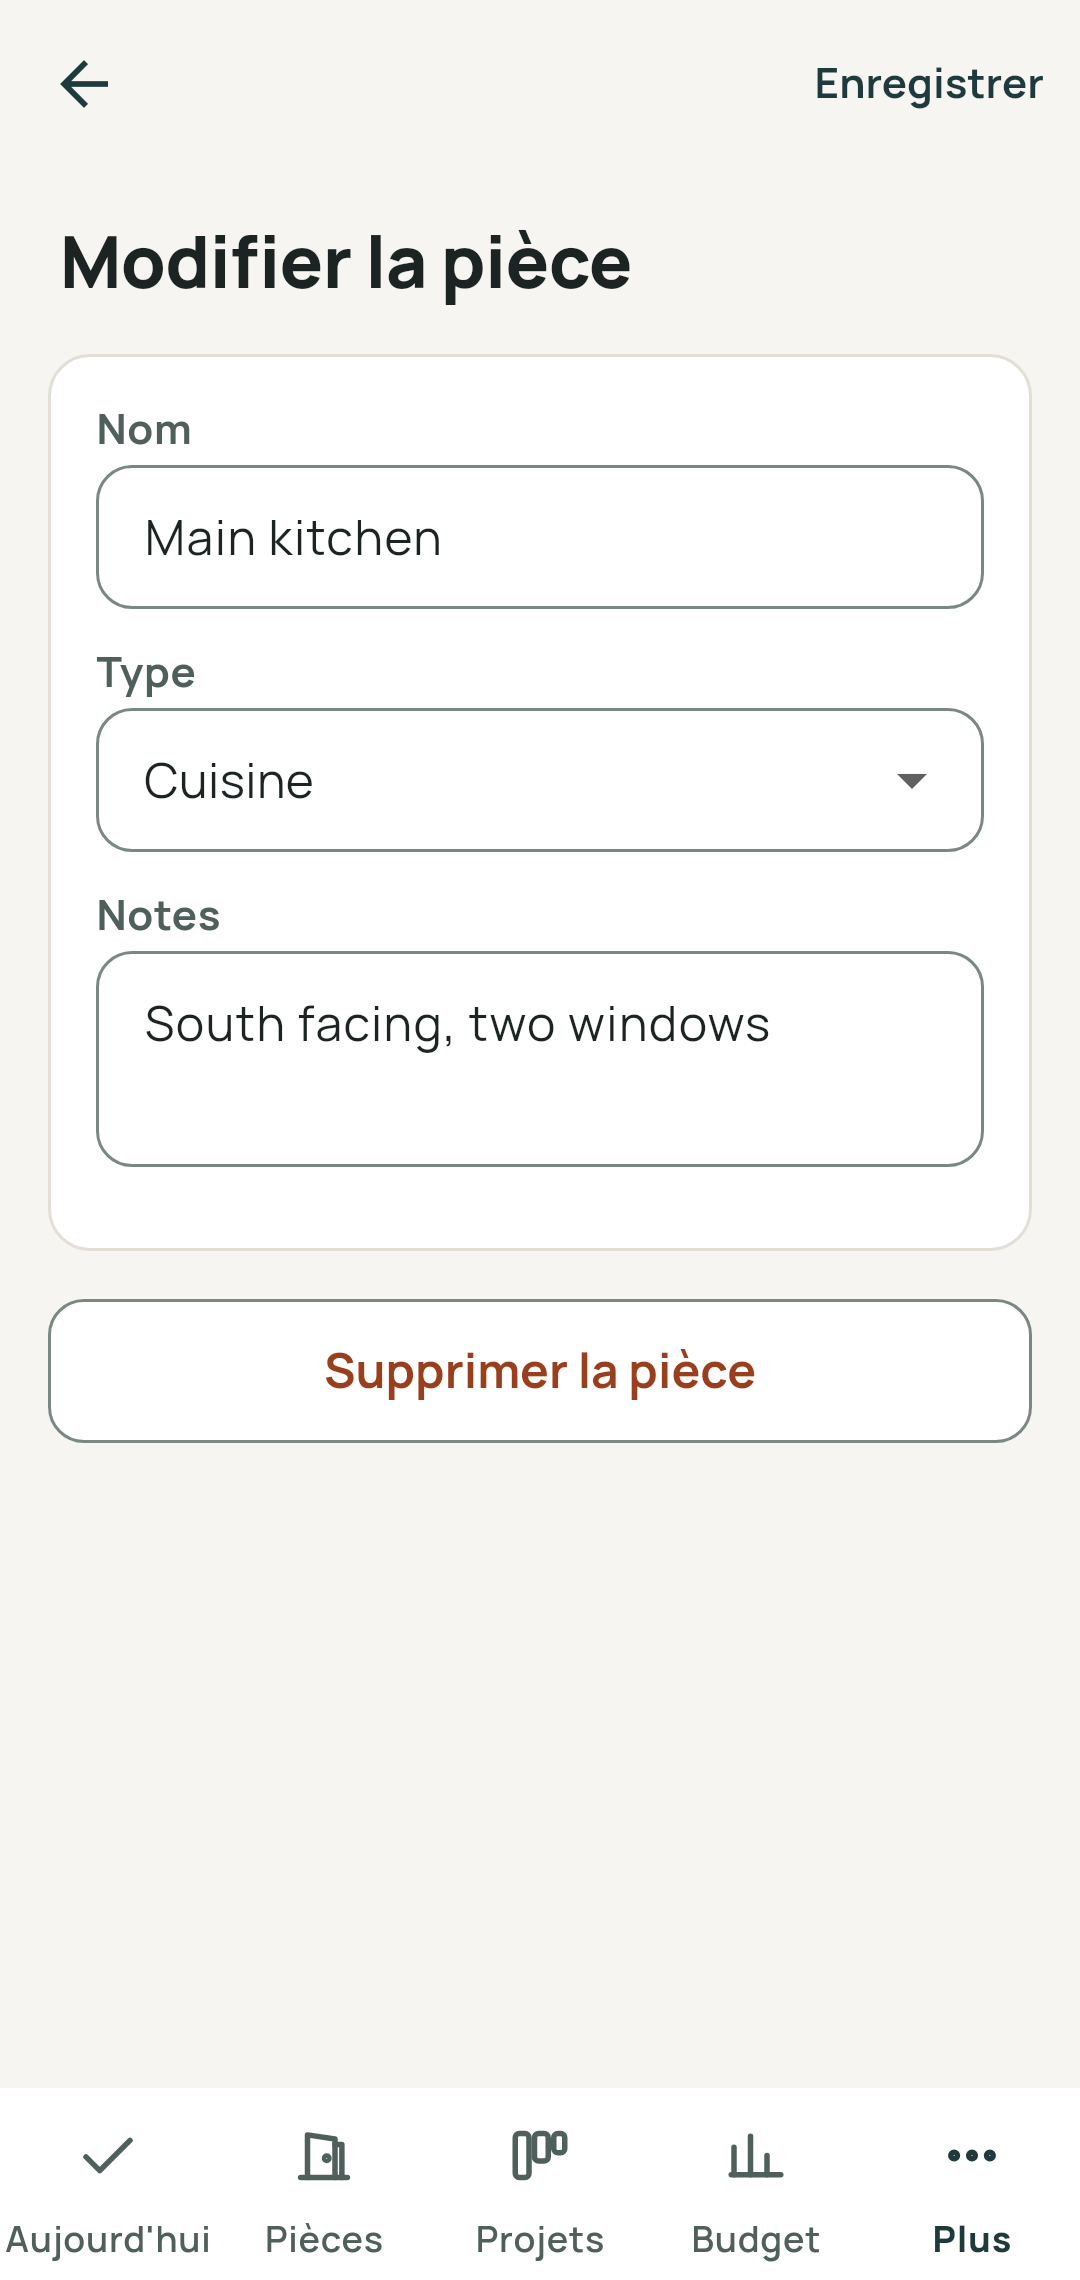 Enregistrer
Modifier la pièce
Nom
Main kitchen
Type
Cuisine
Notes
South facing, two windows
Supprimer la pièce
Aujourd'hui
Pièces
Projets
Budget
Plus